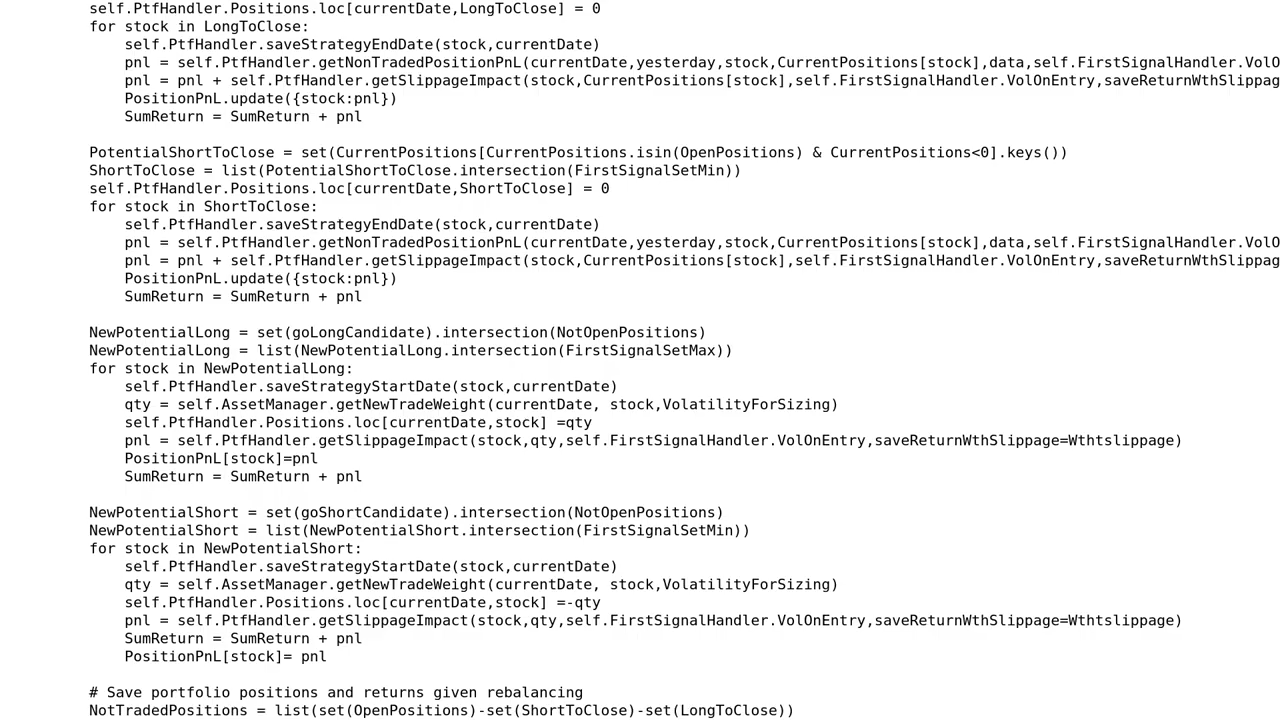 self.PtfHandler.Positions.loc[currentDate,LongToClose] = 0
for stock in LongToClose:
    self.PtfHandler.saveStrategyEndDate(stock,currentDate)
    pnl = self.PtfHandler.getNonTradedPositionPnL(currentDate,yesterday,stock,CurrentPositions[stock],data,self.FirstSignalHandler.VolO
    pnl = pnl + self.PtfHandler.getSlippageImpact(stock,CurrentPositions[stock],self.FirstSignalHandler.VolOnEntry,saveReturnWthSlippag
    PositionPnL.update({stock:pnl})
    SumReturn = SumReturn + pnl

PotentialShortToClose = set(CurrentPositions[CurrentPositions.isin(OpenPositions) & CurrentPositions<0].keys())
ShortToClose = list(PotentialShortToClose.intersection(FirstSignalSetMin))
self.PtfHandler.Positions.loc[currentDate,ShortToClose] = 0
for stock in ShortToClose:
    self.PtfHandler.saveStrategyEndDate(stock,currentDate)
    pnl = self.PtfHandler.getNonTradedPositionPnL(currentDate,yesterday,stock,CurrentPositions[stock],data,self.FirstSignalHandler.VolO
    pnl = pnl + self.PtfHandler.getSlippageImpact(stock,CurrentPositions[stock],self.FirstSignalHandler.VolOnEntry,saveReturnWthSlippag
    PositionPnL.update({stock:pnl})
    SumReturn = SumReturn + pnl

NewPotentialLong = set(goLongCandidate).intersection(NotOpenPositions)
NewPotentialLong = list(NewPotentialLong.intersection(FirstSignalSetMax))
for stock in NewPotentialLong:
    self.PtfHandler.saveStrategyStartDate(stock,currentDate)
    qty = self.AssetManager.getNewTradeWeight(currentDate, stock,VolatilityForSizing)
    self.PtfHandler.Positions.loc[currentDate,stock] =qty
    pnl = self.PtfHandler.getSlippageImpact(stock,qty,self.FirstSignalHandler.VolOnEntry,saveReturnWthSlippage=Wthtslippage)
    PositionPnL[stock]=pnl
    SumReturn = SumReturn + pnl

NewPotentialShort = set(goShortCandidate).intersection(NotOpenPositions)
NewPotentialShort = list(NewPotentialShort.intersection(FirstSignalSetMin))
for stock in NewPotentialShort:
    self.PtfHandler.saveStrategyStartDate(stock,currentDate)
    qty = self.AssetManager.getNewTradeWeight(currentDate, stock,VolatilityForSizing)
    self.PtfHandler.Positions.loc[currentDate,stock] =-qty
    pnl = self.PtfHandler.getSlippageImpact(stock,qty,self.FirstSignalHandler.VolOnEntry,saveReturnWthSlippage=Wthtslippage)
    SumReturn = SumReturn + pnl
    PositionPnL[stock]= pnl

# Save portfolio positions and returns given rebalancing
NotTradedPositions = list(set(OpenPositions)-set(ShortToClose)-set(LongToClose))